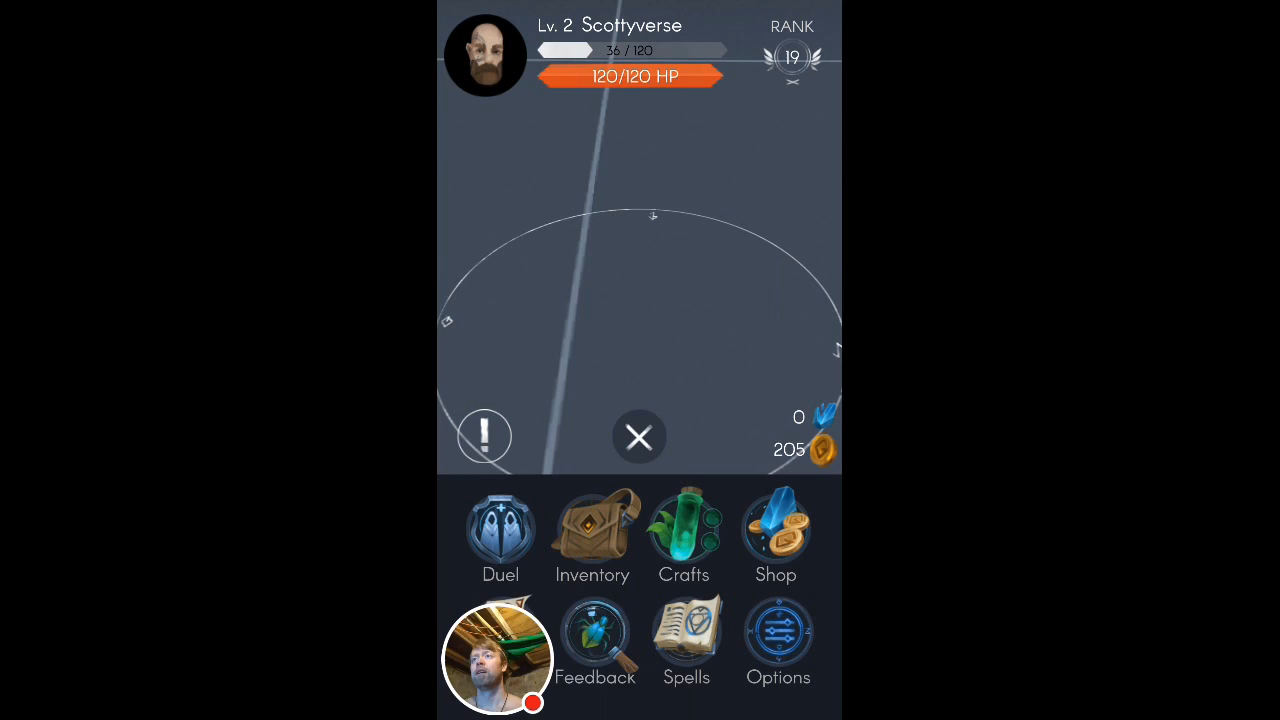 Lv. 2 Scottyverse
RANK
36 / 120
19
120/120 HP
0
205
Duel
Inventory
Crafts
Shop
Feedback
Spells
Options